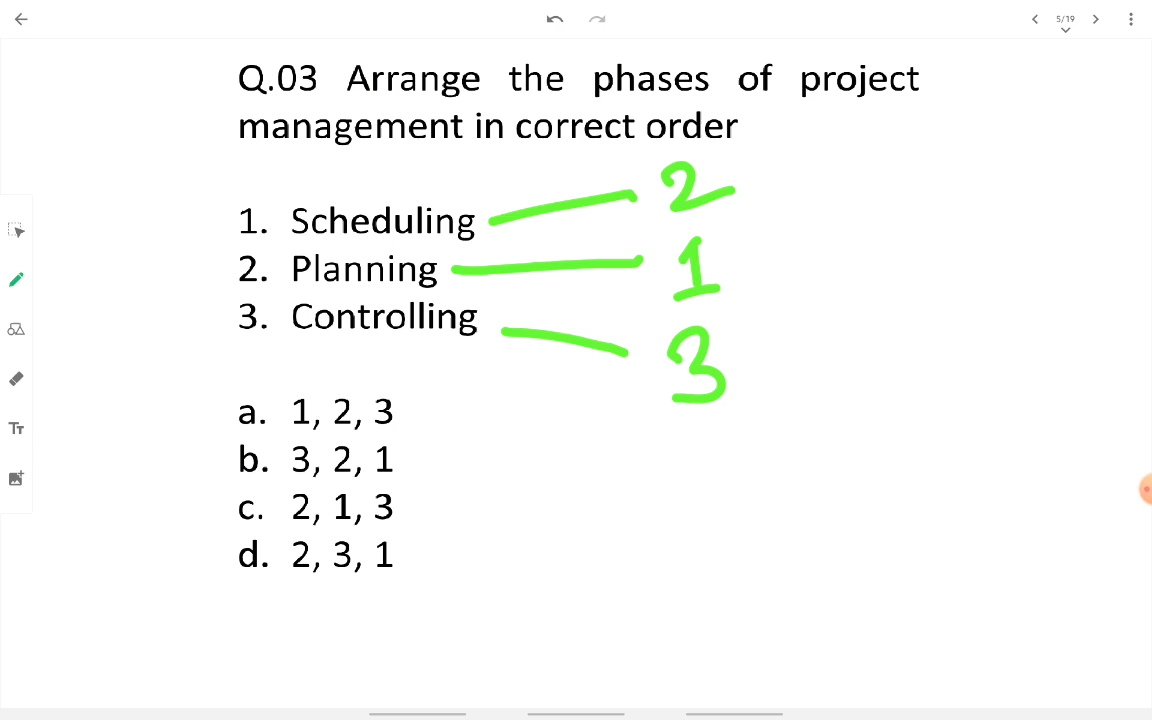 5/19
Q.03 Arrange the phases of project
management in correct order
1. Scheduling 2
2. Planning 1
3. Controlling 3
a. 1, 2, 3
b. 3, 2, 1
c. 2, 1, 3
d. 2, 3, 1
Tт